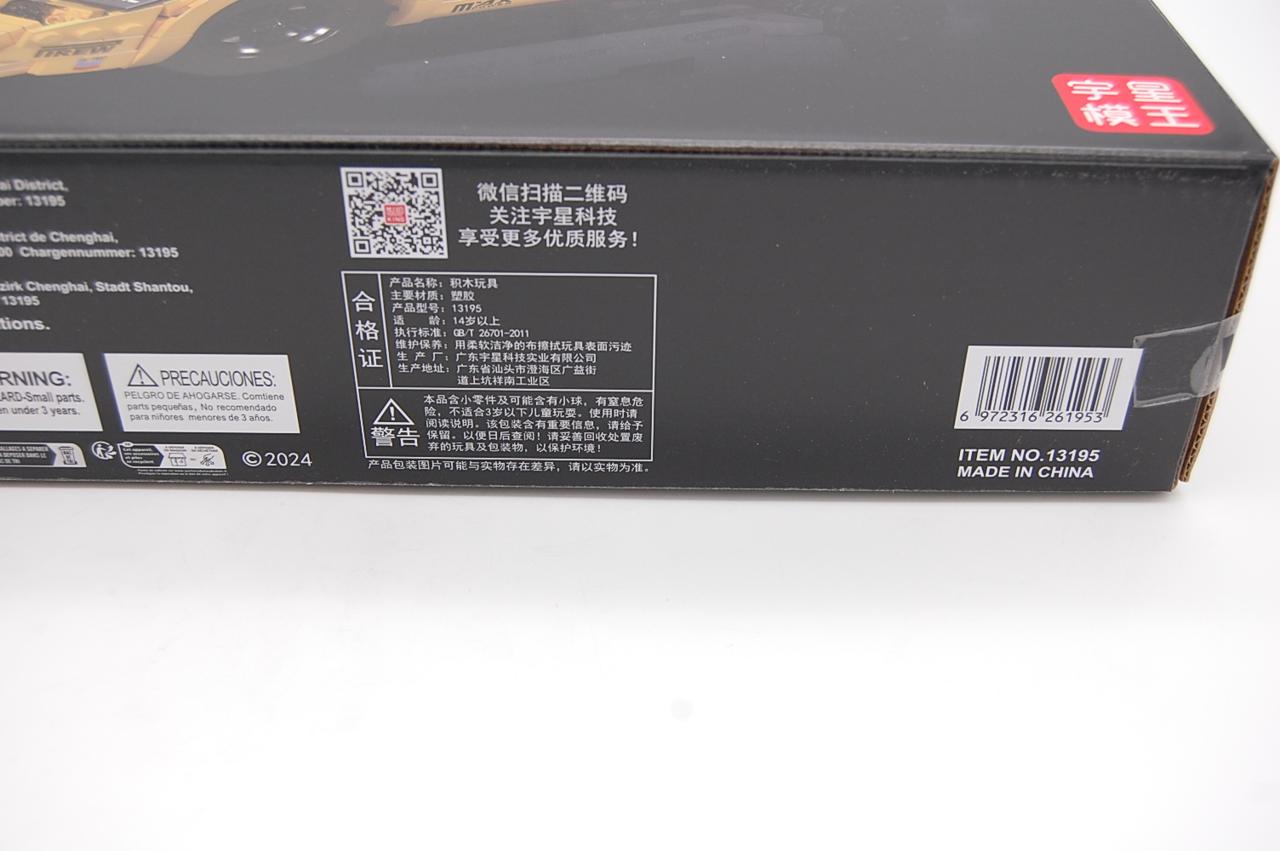 宇星
模王
ai District,
ber: 13195
trict de Chenghai,
00 Chargennummer: 13195
zirk Chenghai, Stadt Shantou,
13195
tions.
RNING:
ARD-Small parts.
en under 3 years.
PRECAUCIONES:
PELGRO DE AHOGARSE. Contiene
parts pequeñas, No recomendado
para niñores menores de 3 años.
©2024
微信扫描二维码
关注宇星科技
享受更多优质服务！
合格证
产品名称：积木玩具
主要材质：塑胶
产品型号：13195
适 龄：14岁以上
执行标准：GB/T 26701-2011
维护保养：用柔软洁净的布擦拭玩具表面污迹
生 产 厂：广东宇星科技实业有限公司
生产地址：广东省汕头市澄海区广益街
道上坑祥南工业区
警告
本品含小零件及可能含有小球，有窒息危
险，不适合3岁以下儿童玩耍。使用时请
阅读说明。该包装含有重要信息，请给予
保留。以便日后查阅！请妥善回收处置废
弃的玩具及包装物，以保护环境！
产品包装图片可能与实物存在差异，请以实物为准。
6 972316 261953
ITEM NO.13195
MADE IN CHINA